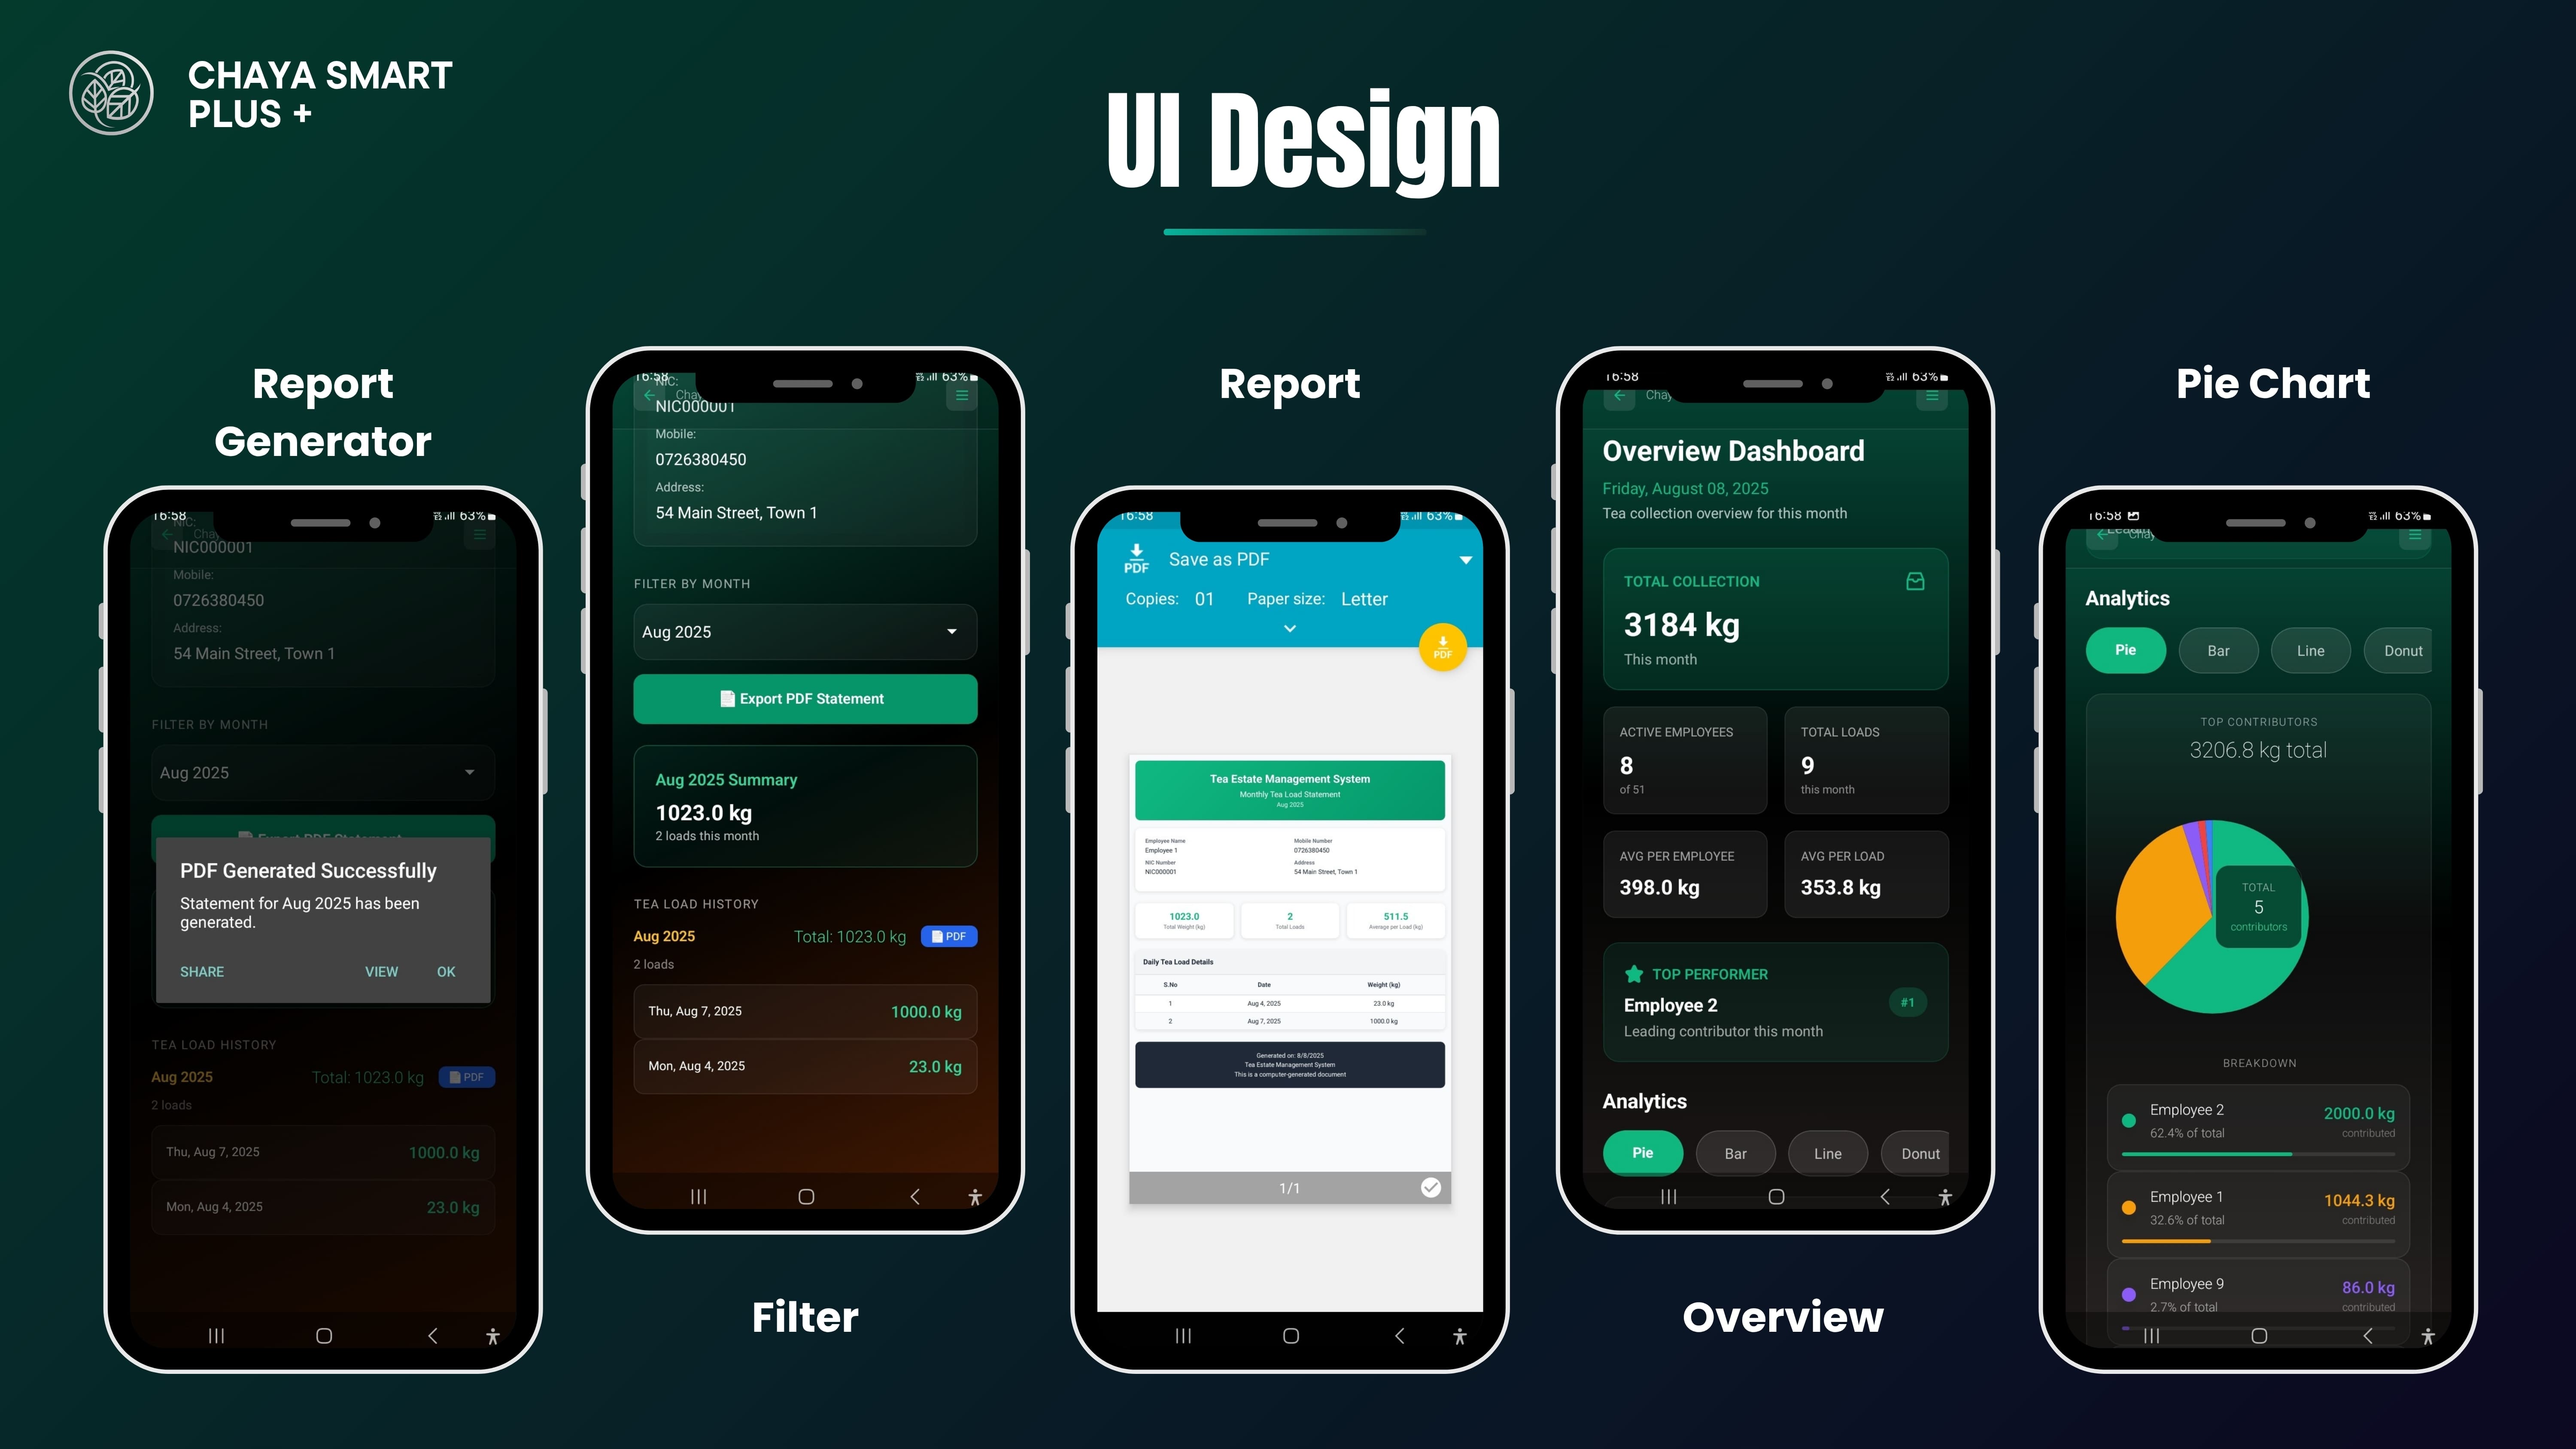 CHAYA SMART
PLUS +
UI Design
Report
Generator
16:58
63%
NIC:
Chay
NIC000001
Mobile:
0726380450
Address:
54 Main Street, Town 1
FILTER BY MONTH
Aug 2025
Export PDF Statement
PDF Generated Successfully
Statement for Aug 2025 has been
generated.
SHARE VIEW OK
TEA LOAD HISTORY
Aug 2025 Total: 1023.0 kg PDF
2 loads
Thu, Aug 7, 2025 1000.0 kg
Mon, Aug 4, 2025 23.0 kg
16:58
63%
NIC:
Cha
NIC000001
Mobile:
0726380450
Address:
54 Main Street, Town 1
FILTER BY MONTH
Aug 2025
Export PDF Statement
Aug 2025 Summary
1023.0 kg
2 loads this month
TEA LOAD HISTORY
Aug 2025 Total: 1023.0 kg PDF
2 loads
Thu, Aug 7, 2025 1000.0 kg
Mon, Aug 4, 2025 23.0 kg
Filter
Report
16:58
63%
PDF Save as PDF
Copies: 01 Paper size: Letter
PDF
Tea Estate Management System
Monthly Tea Load Statement
Aug 2025
Employee Name Mobile Number
Employee 1 0726380450
NIC Number Address
NIC000001 54 Main Street, Town 1
1023.0 2 511.5
Total Weight (kg) Total Loads Average per Load (kg)
Daily Tea Load Details
S.No Date Weight (kg)
1 Aug 4, 2025 23.0 kg
2 Aug 7, 2025 1000.0 kg
Generated on: 8/8/2025
Tea Estate Management System
This is a computer-generated document
1/1
16:58
63%
Chay
Overview Dashboard
Friday, August 08, 2025
Tea collection overview for this month
TOTAL COLLECTION
3184 kg
This month
ACTIVE EMPLOYEES TOTAL LOADS
8 9
of 51 this month
AVG PER EMPLOYEE AVG PER LOAD
398.0 kg 353.8 kg
TOP PERFORMER
Employee 2 #1
Leading contributor this month
Analytics
Pie Bar Line Donut
Overview
Pie Chart
16:58
63%
Chay
Analytics
Pie Bar Line Donut
TOP CONTRIBUTORS
3206.8 kg total
TOTAL
5
contributors
BREAKDOWN
Employee 2 2000.0 kg
62.4% of total contributed
Employee 1 1044.3 kg
32.6% of total contributed
Employee 9 86.0 kg
2.7% of total contributed